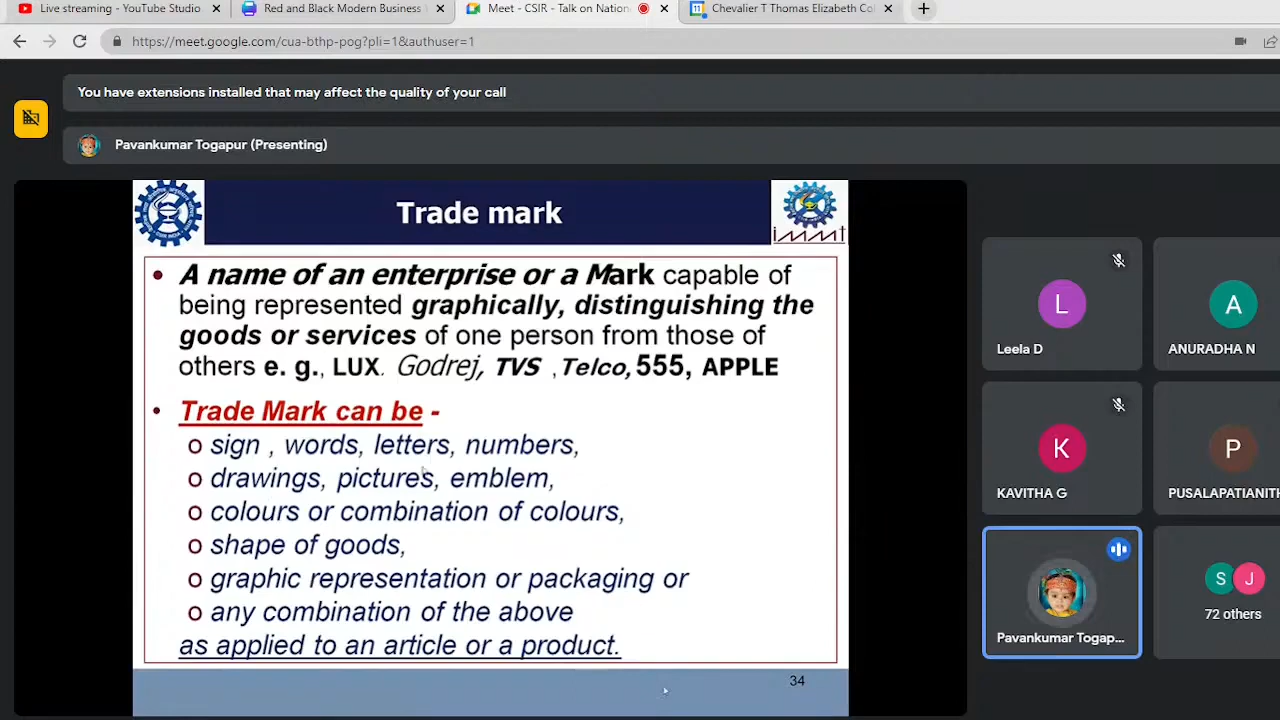 Live streaming - YouTube Studio
Red and Black Modern Business
Meet - CSIR - Talk on Nation
Chevalier T Thomas Elizabeth Col
https://meet.google.com/cua-bthp-pog?pli=1&authuser=1
You have extensions installed that may affect the quality of your call
Pavankumar Togapur (Presenting)
Trade mark
immt
• A name of an enterprise or a Mark capable of
being represented graphically, distinguishing the
goods or services of one person from those of
others e. g., LUX. Godrej, TVS ,Telco, 555, APPLE
• Trade Mark can be -
o sign , words, letters, numbers,
o drawings, pictures, emblem,
o colours or combination of colours,
o shape of goods,
o graphic representation or packaging or
o any combination of the above
as applied to an article or a product.
34
L
Leela D
A
ANURADHA N
K
KAVITHA G
P
PUSALAPATIANITH
Pavankumar Togap...
S J
72 others